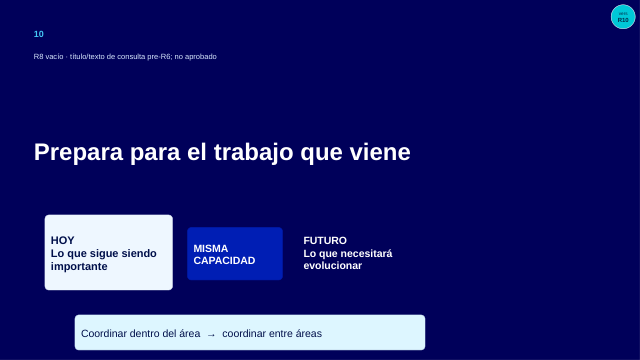 10
R10
R8 vacío · título/texto de consulta pre-R6; no aprobado
Prepara para el trabajo que viene
HOY
Lo que sigue siendo
importante
MISMA
CAPACIDAD
FUTURO
Lo que necesitará
evolucionar
Coordinar dentro del área → coordinar entre áreas